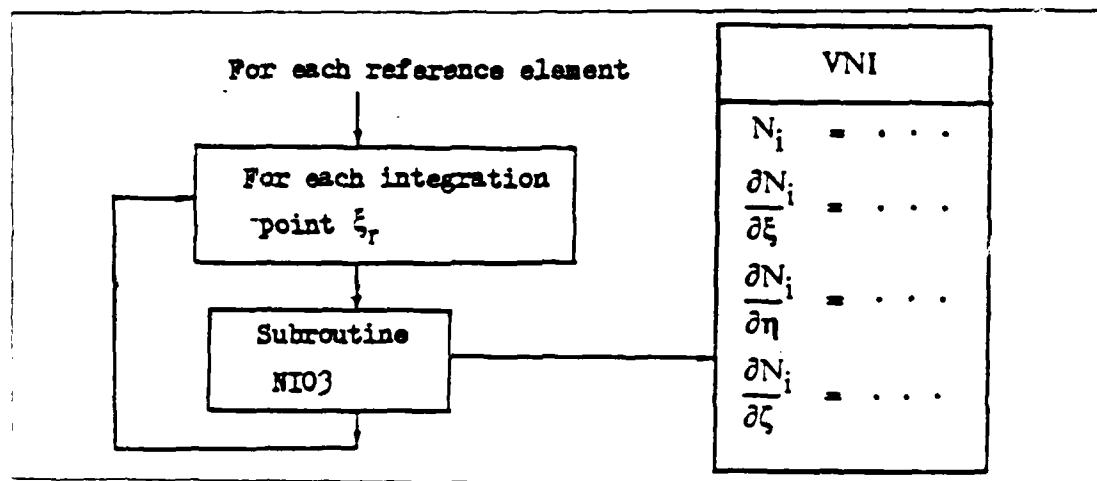 For each reference element
For each integration
point ξr
Subroutine
NI03
VNI
Ni = . . .
∂Ni/∂ξ = . . .
∂Ni/∂η = . . .
∂Ni/∂ζ = . . .